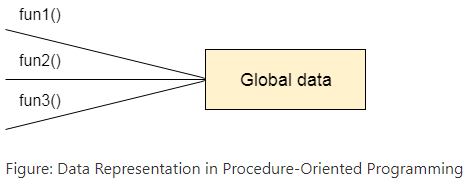 fun1()
fun2()
Global data
fun3()
Figure: Data Representation in Procedure-Oriented Programming